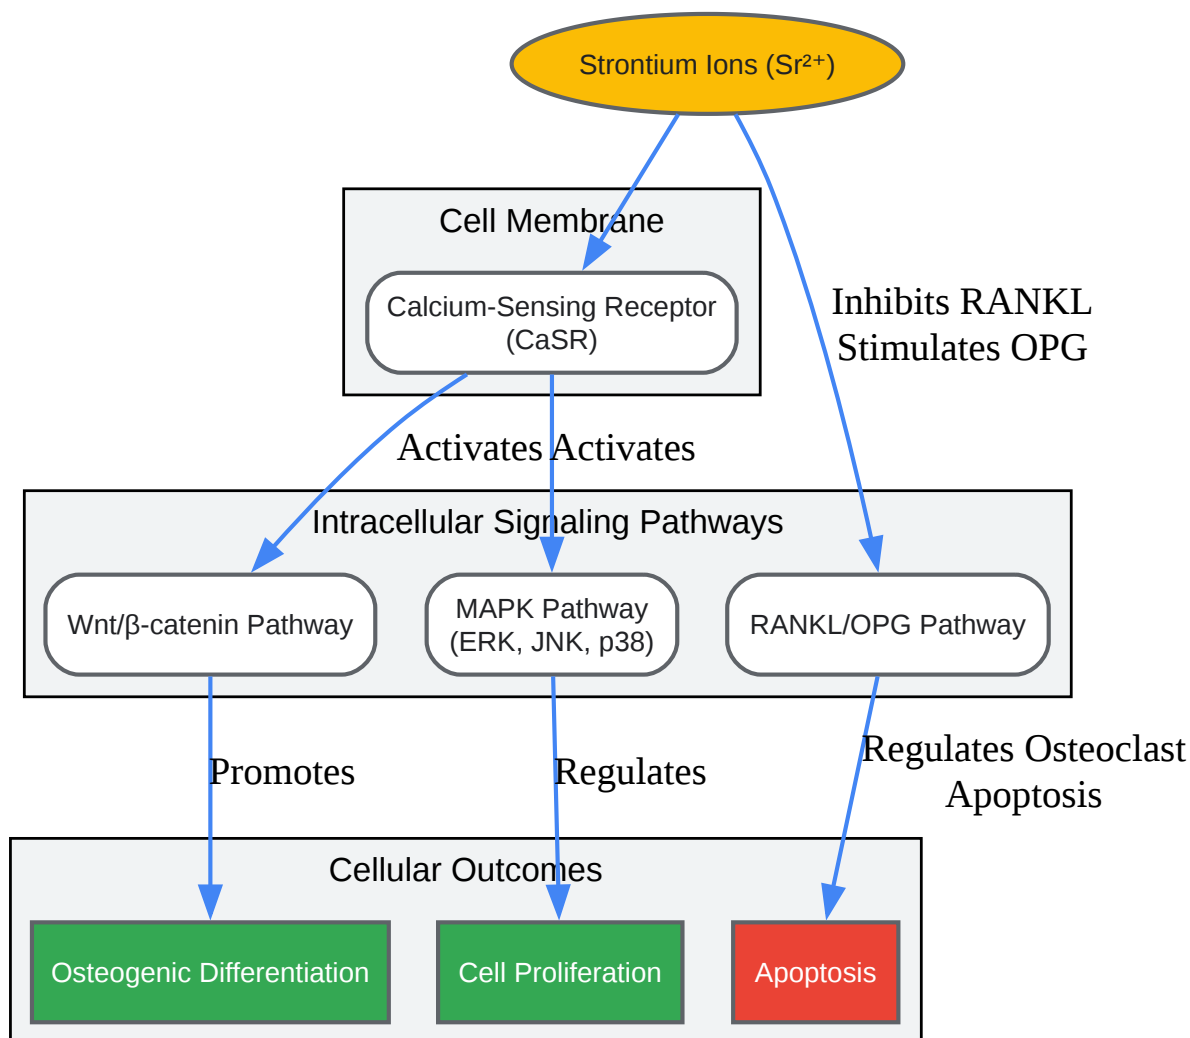 Strontium Ions (Sr²⁺)
Cell Membrane
Calcium-Sensing Receptor
(CaSR)
Inhibits RANKL
Stimulates OPG
Activates
Activates
Intracellular Signaling Pathways
Wnt/β-catenin Pathway
MAPK Pathway
(ERK, JNK, p38)
RANKL/OPG Pathway
Promotes
Regulates
Regulates Osteoclast
Apoptosis
Cellular Outcomes
Osteogenic Differentiation
Cell Proliferation
Apoptosis